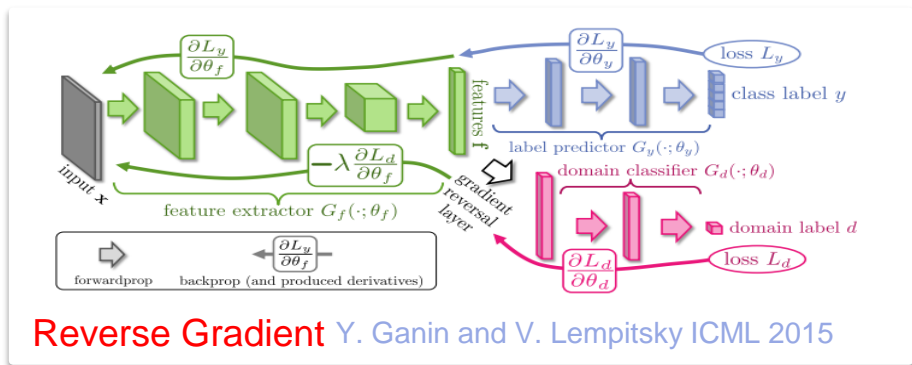 ∂L_y/∂θ_f
∂L_y/∂θ_y
loss L_y
features f
class label y
label predictor G_y(·; θ_y)
input x
−λ ∂L_d/∂θ_f
feature extractor G_f(·; θ_f)
gradient reversal layer
domain classifier G_d(·; θ_d)
domain label d
∂L_d/∂θ_d
loss L_d
∂L_y/∂θ_f
forwardprop
backprop (and produced derivatives)
Reverse Gradient Y. Ganin and V. Lempitsky ICML 2015